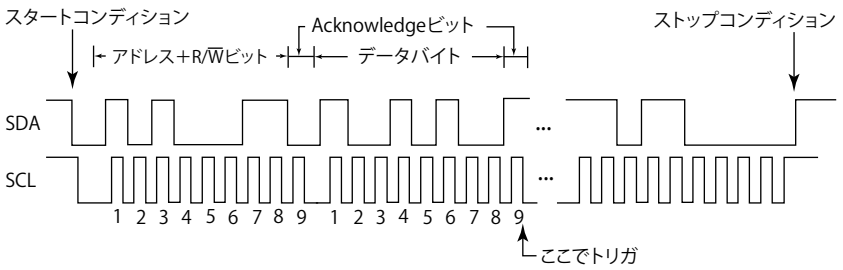 スタートコンディション
Acknowledgeビット
ストップコンディション
アドレス+R/W̅ビット
データバイト
SDA
...
...
SCL
1 2 3 4 5 6 7 8 9 1 2 3 4 5 6 7 8 9
ここでトリガ